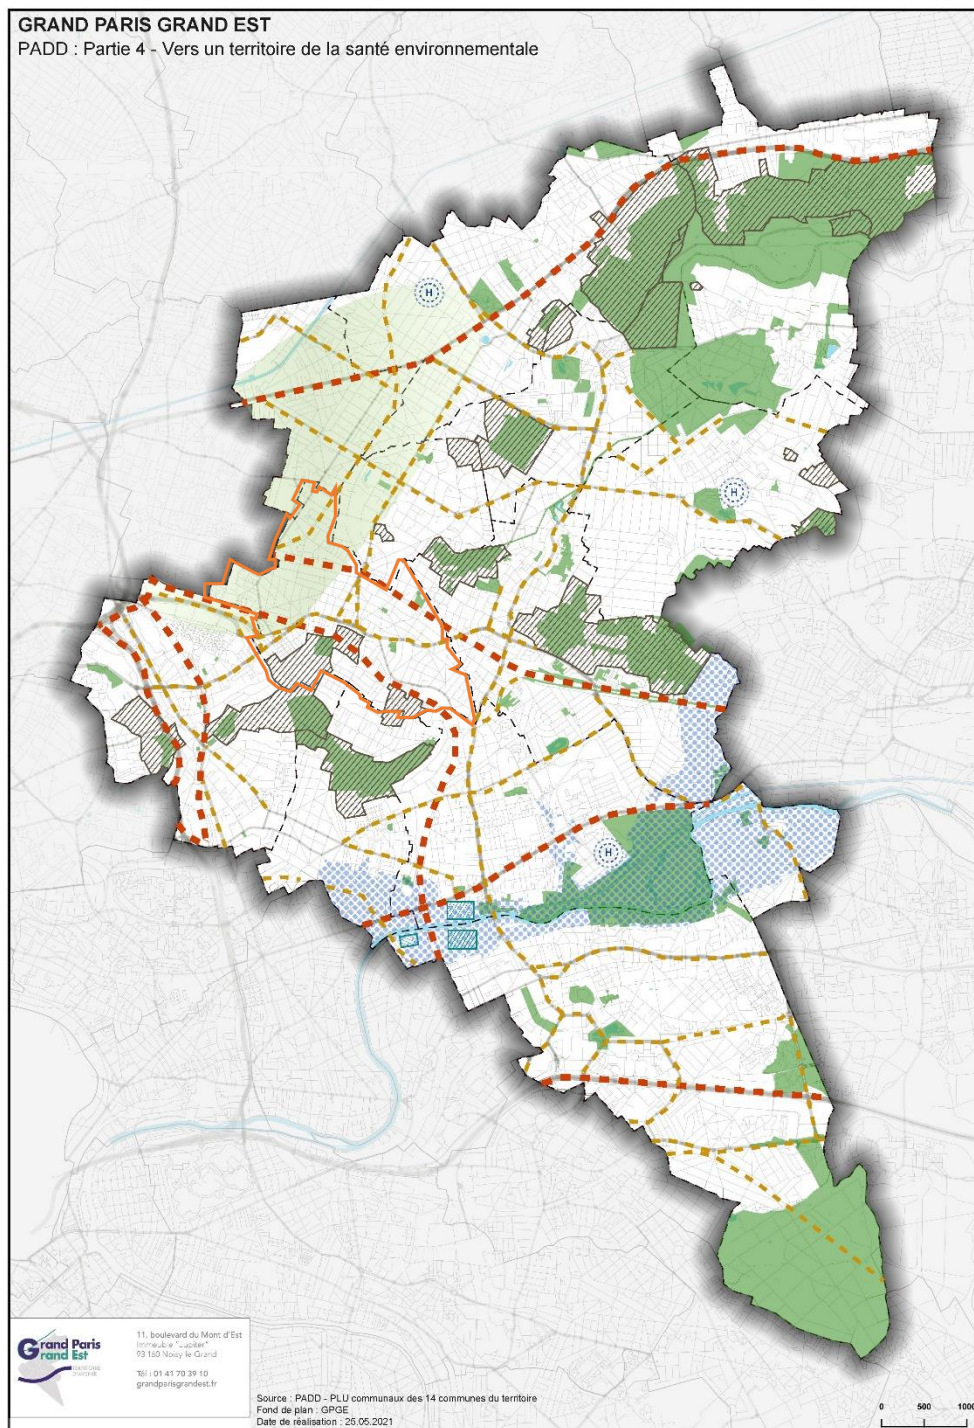 GRAND PARIS GRAND EST
PADD : Partie 4 - Vers un territoire de la santé environnementale
H
H
H
Grand Paris
Grand Est
11, boulevard du Mont d'Est
Immeuble "Jupiter"
93 160 Noisy le Grand
Tél : 01 41 70 39 10
grandparisgrandest.fr
Source : PADD - PLU communaux des 14 communes du territoire
Fond de plan : GPGE
Date de réalisation : 25.05.2021
0 500 1000